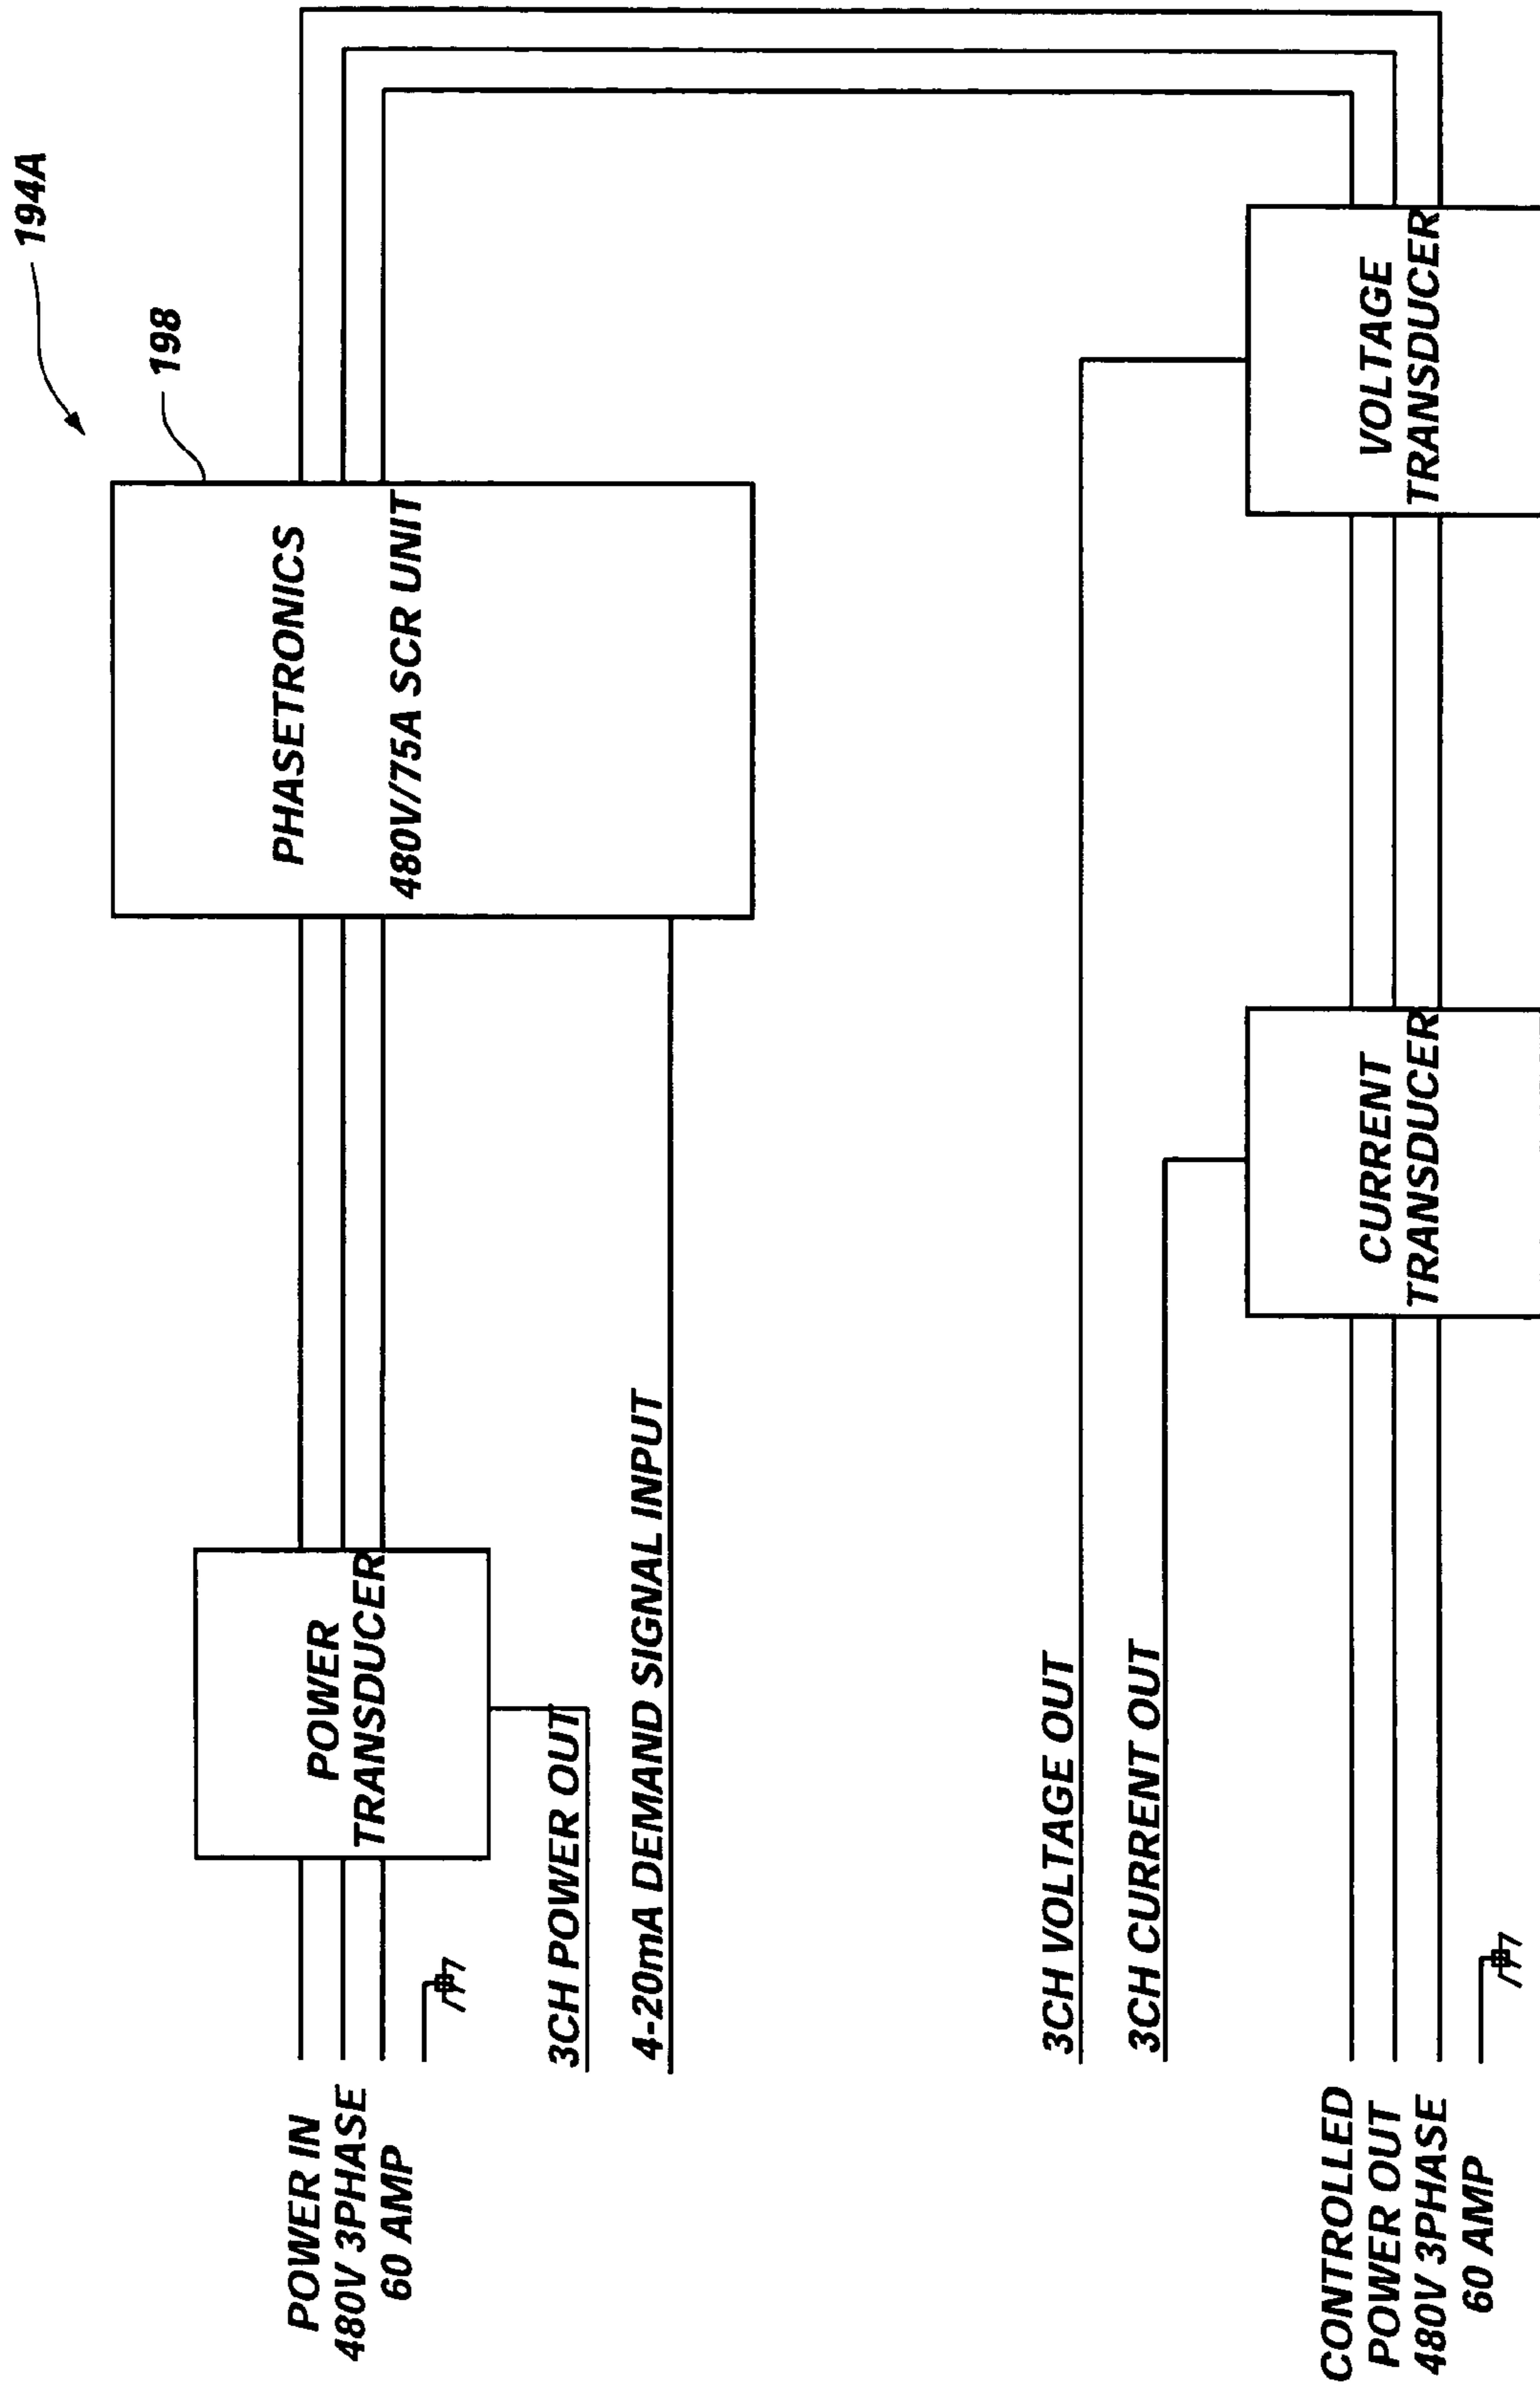 194A
198
PHASETRONICS
480V/75A SCR UNIT
POWER
TRANSDUCER
POWER IN
480V 3PHASE
60 AMP
3CH POWER OUT
4-20mA DEMAND SIGNAL INPUT
3CH VOLTAGE OUT
3CH CURRENT OUT
VOLTAGE
TRANSDUCER
CURRENT
TRANSDUCER
CONTROLLED
POWER OUT
480V 3PHASE
60 AMP